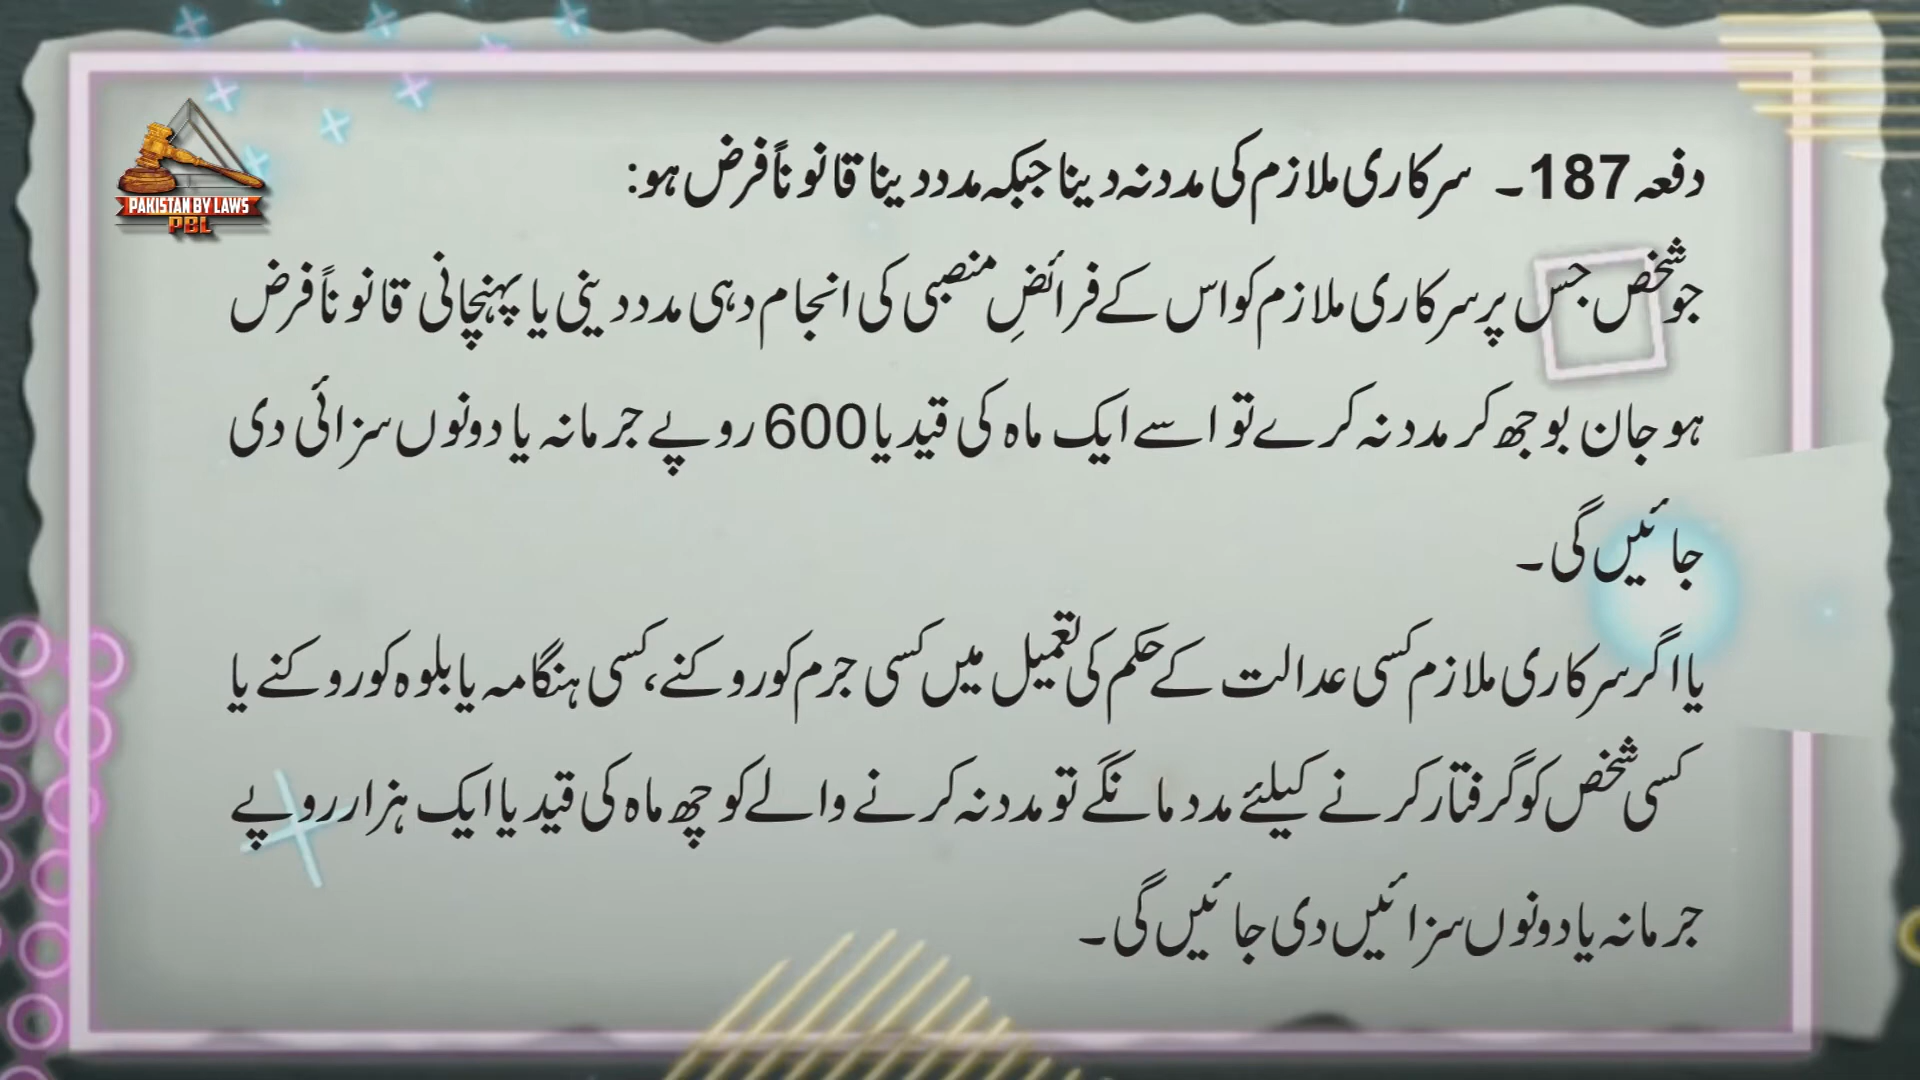 PAKISTAN BY LAWS
PBL
دفعہ 187۔ سرکاری ملازم کی مدد نہ دینا جبکہ مدد دینا قانوناً فرض ہو:
جو شخص جس پر سرکاری ملازم کو اس کے فرائضِ منصبی کی انجام دہی مدد دینی یا پہنچانی قانوناً فرض
ہو جان بوجھ کر مدد نہ کرے تو اسے ایک ماہ کی قید یا 600 روپے جرمانہ یا دونوں سزائی دی
جائیں گی۔
یا اگر سرکاری ملازم کسی عدالت کے حکم کی تعمیل میں کسی جرم کو روکنے، کسی ہنگامہ یا بلوہ کو روکنے یا
کسی شخص کو گرفتار کرنے کیلئے مدد مانگے تو مدد نہ کرنے والے کو چھ ماہ کی قید یا ایک ہزار روپے
جرمانہ یا دونوں سزائیں دی جائیں گی۔